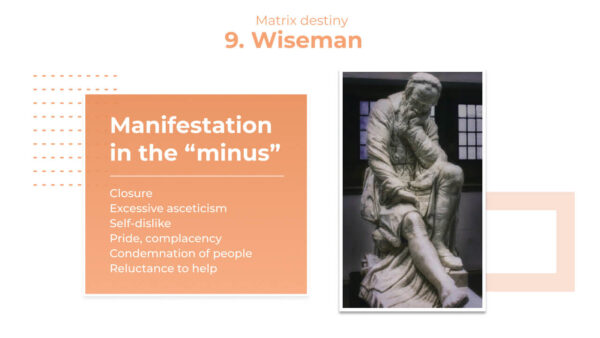 Matrix destiny
9. Wiseman
Manifestation
in the “minus”
Closure
Excessive asceticism
Self-dislike
Pride, complacency
Condemnation of people
Reluctance to help